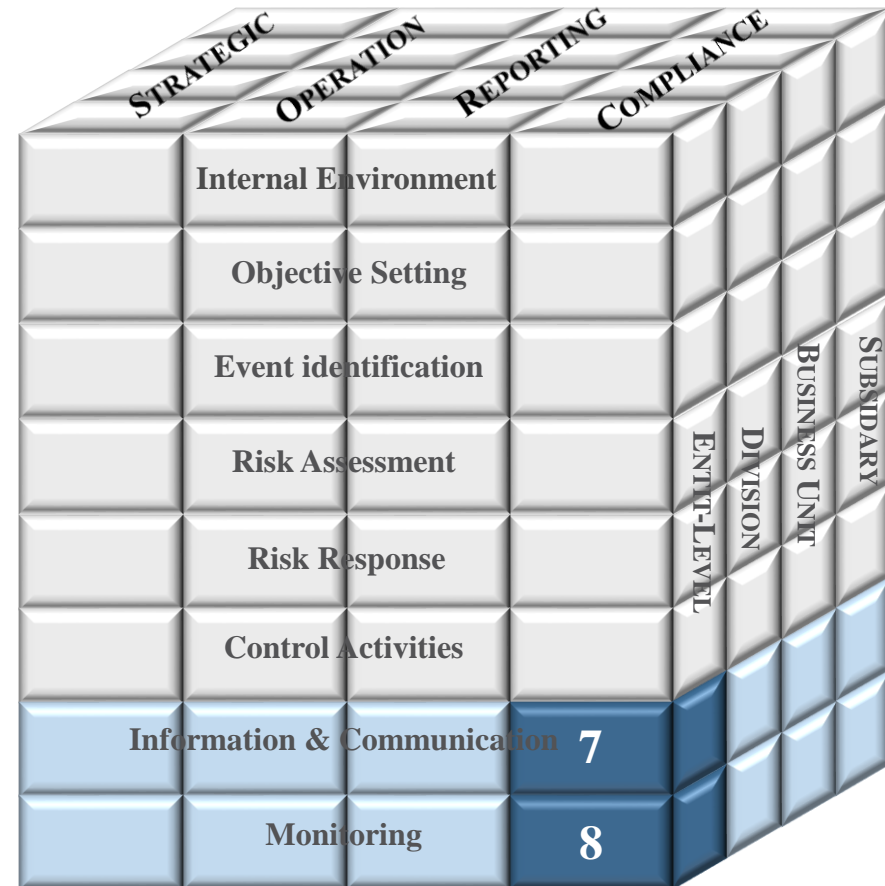 STRATEGIC
OPERATION
REPORTING
COMPLIANCE
Internal Environment
Objective Setting
Event identification
Risk Assessment
Risk Response
Control Activities
Information & Communication
7
Monitoring
8
ENTIT-LEVEL
DIVISION
BUSINESS UNIT
SUBSIDARY